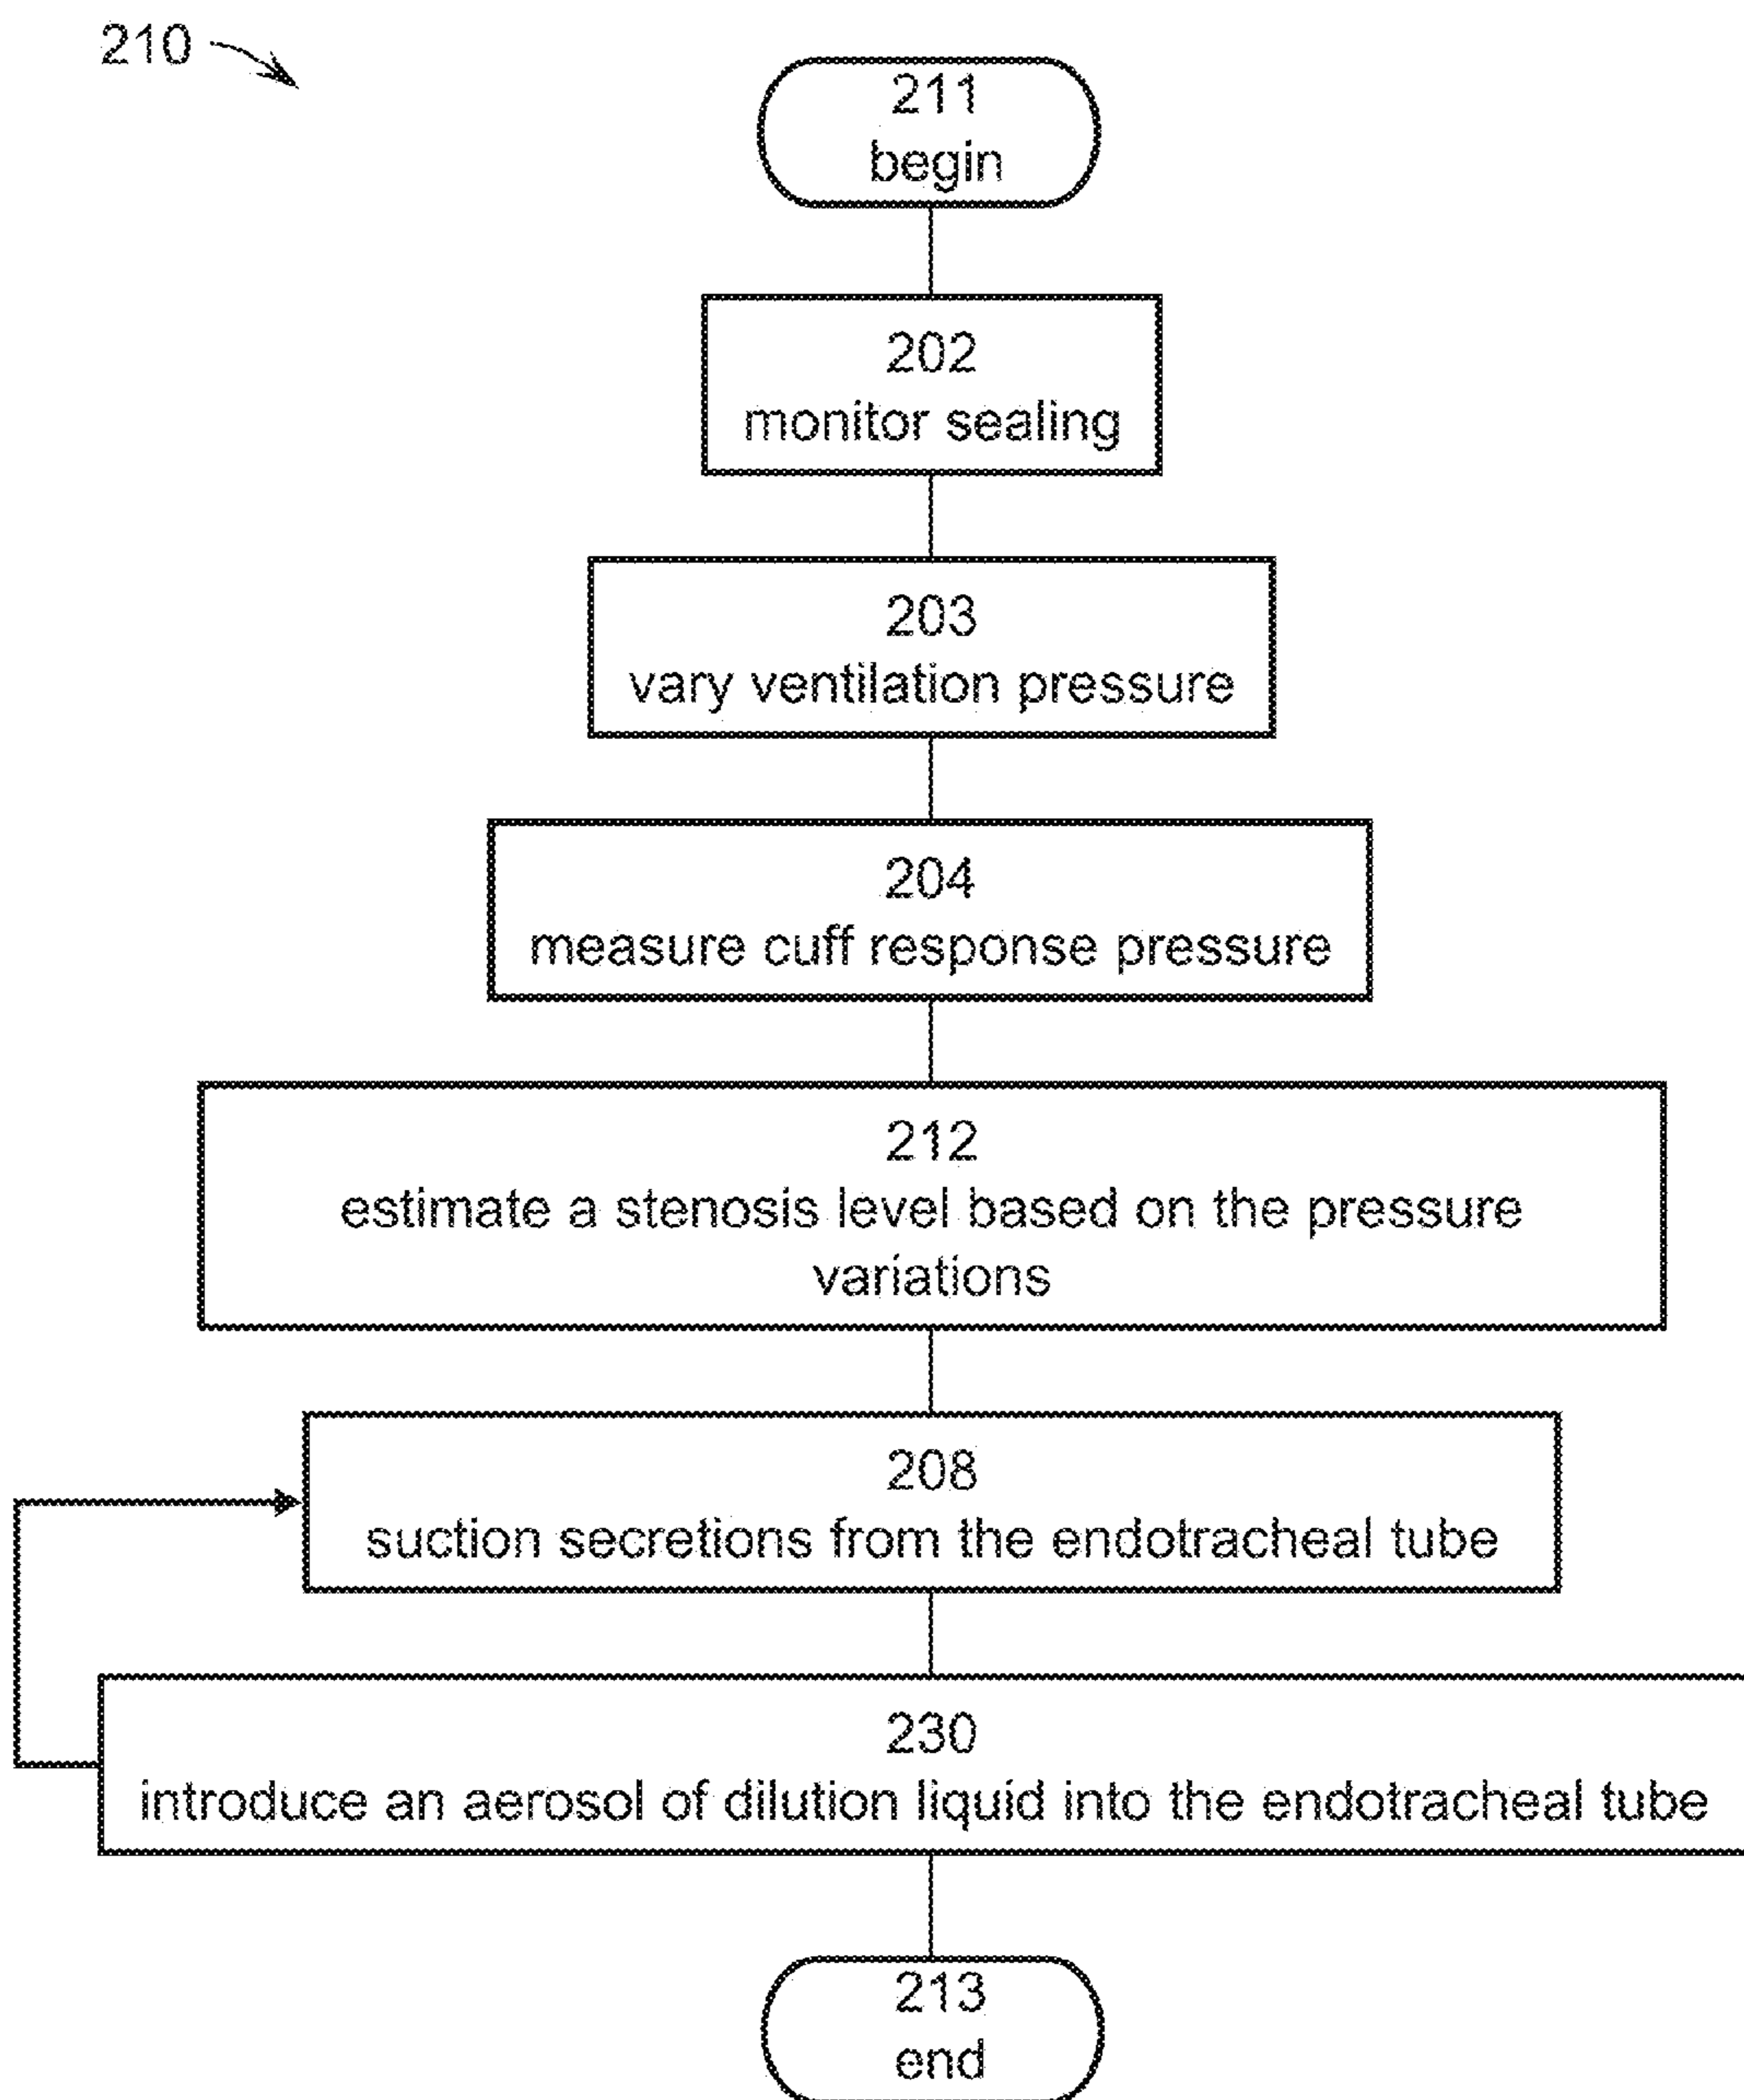 210
211
begin
202
monitor sealing
203
vary ventilation pressure
204
measure cuff response pressure
212
estimate a stenosis level based on the pressure
variations
208
suction secretions from the endotracheal tube
230
introduce an aerosol of dilution liquid into the endotracheal tube
213
end